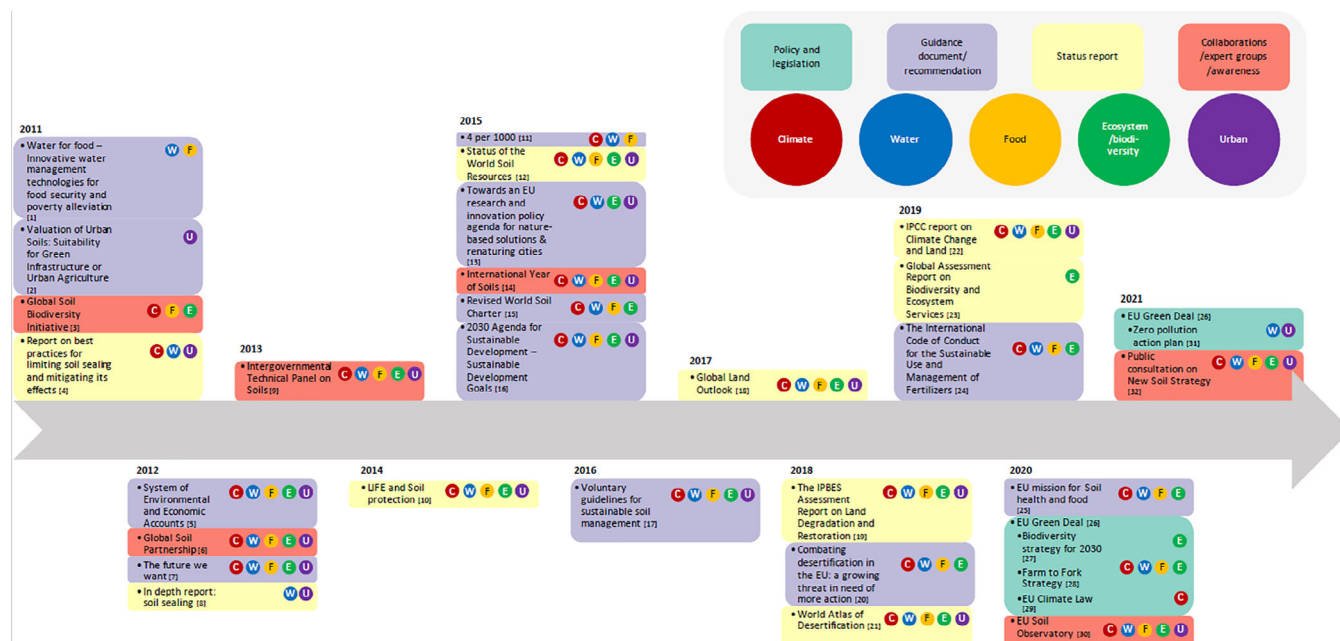 Policy and
legislation
Guidance
document/
recommendation
Status report
Collaborations
/expert groups
/awareness
Climate
Water
Food
Ecosystem
/biodi-
versity
Urban
2011
• Water for food –
Innovative water
management
technologies for
food security and
poverty alleviation
[1]
W F
• Valuation of Urban
Soils: Suitability for
Green
Infrastructure or
Urban Agriculture
[2]
U
• Global Soil
Biodiversity
Initiative [3]
C F E
• Report on best
practices for
limiting soil sealing
and mitigating its
effects [4]
C W U
2013
• Intergovernmental
Technical Panel on
Soils [9]
C W F E U
2015
• 4 per 1000 [11]
C W F
• Status of the
World Soil
Resources [12]
C W F E U
• Towards an EU
research and
innovation policy
agenda for nature-
based solutions &
renaturing cities
[13]
C W E U
• International Year
of Soils [14]
C W F E U
• Revised World Soil
Charter [15]
C W F E
• 2030 Agenda for
Sustainable
Development –
Sustainable
Development
Goals [16]
C W F E U
2017
• Global Land
Outlook [18]
C W F E U
2019
• IPCC report on
Climate Change
and Land [22]
C W F E U
• Global Assessment
Report on
Biodiversity and
Ecosystem
Services [23]
E
• The International
Code of Conduct
for the Sustainable
Use and
Management of
Fertilizers [24]
C W F E
2021
• EU Green Deal [26]
• Zero pollution
action plan
[31]
W U
• Public
consultation on
New Soil Strategy
[32]
C W F E U
2012
• System of
Environmental
and Economic
Accounts [5]
C W F E U
• Global Soil
Partnership [6]
C W F E U
• The future we
want [7]
C W F E U
• In depth report:
soil sealing [8]
W U
2014
• LIFE and Soil
protection [10]
C W F E U
2016
• Voluntary
guidelines for
sustainable soil
management [17]
C W F E U
2018
• The IPBES
Assessment
Report on Land
Degradation and
Restoration [19]
C W F E U
• Combating
desertification in
the EU: a growing
threat in need of
more action [20]
C W F E
• World Atlas of
Desertification [21]
C W F E U
2020
• EU mission for Soil
health and food
[25]
C W F E
• EU Green Deal [26]
• Biodiversity
strategy for 2030
[27]
E
• Farm to Fork
Strategy [28]
C W F E
• EU Climate Law
[29]
C
• EU Soil
Observatory [30]
C W F E U